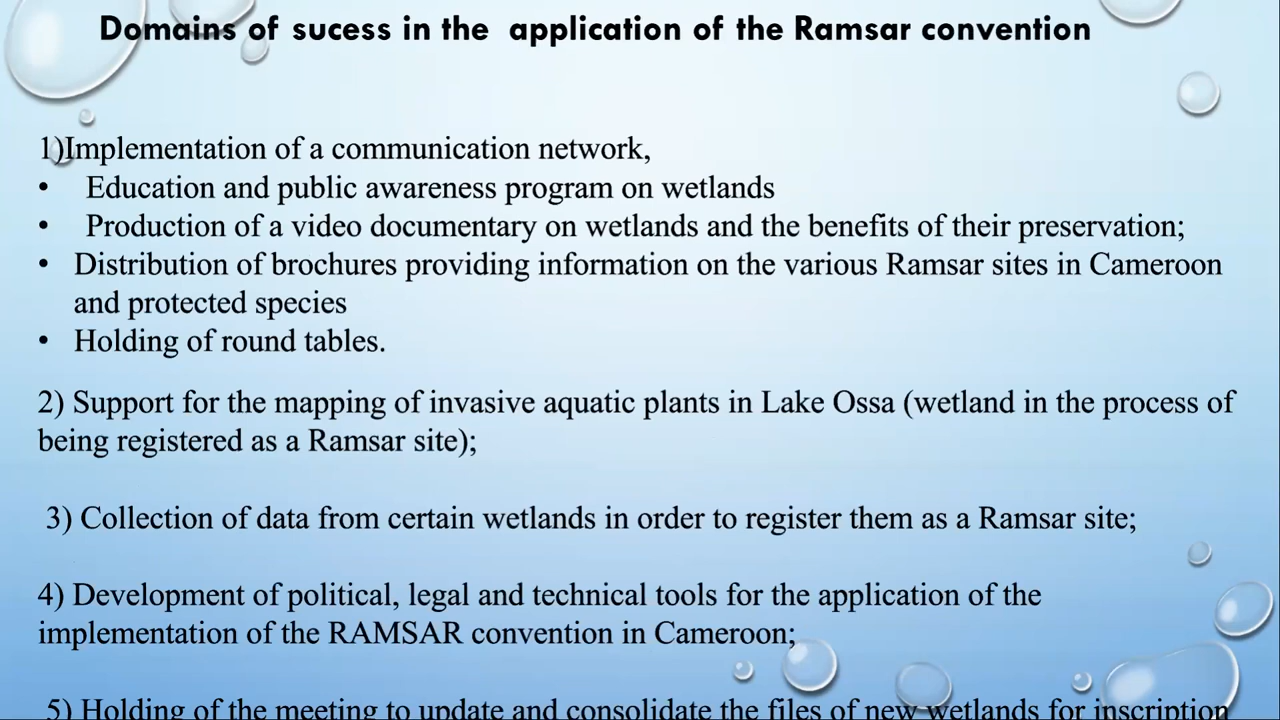 Domains of sucess in the application of the Ramsar convention
1)Implementation of a communication network,
• Education and public awareness program on wetlands
• Production of a video documentary on wetlands and the benefits of their preservation;
• Distribution of brochures providing information on the various Ramsar sites in Cameroon
and protected species
• Holding of round tables.
2) Support for the mapping of invasive aquatic plants in Lake Ossa (wetland in the process of
being registered as a Ramsar site);
3) Collection of data from certain wetlands in order to register them as a Ramsar site;
4) Development of political, legal and technical tools for the application of the
implementation of the RAMSAR convention in Cameroon;
5) Holding of the meeting to update and consolidate the files of new wetlands for inscription